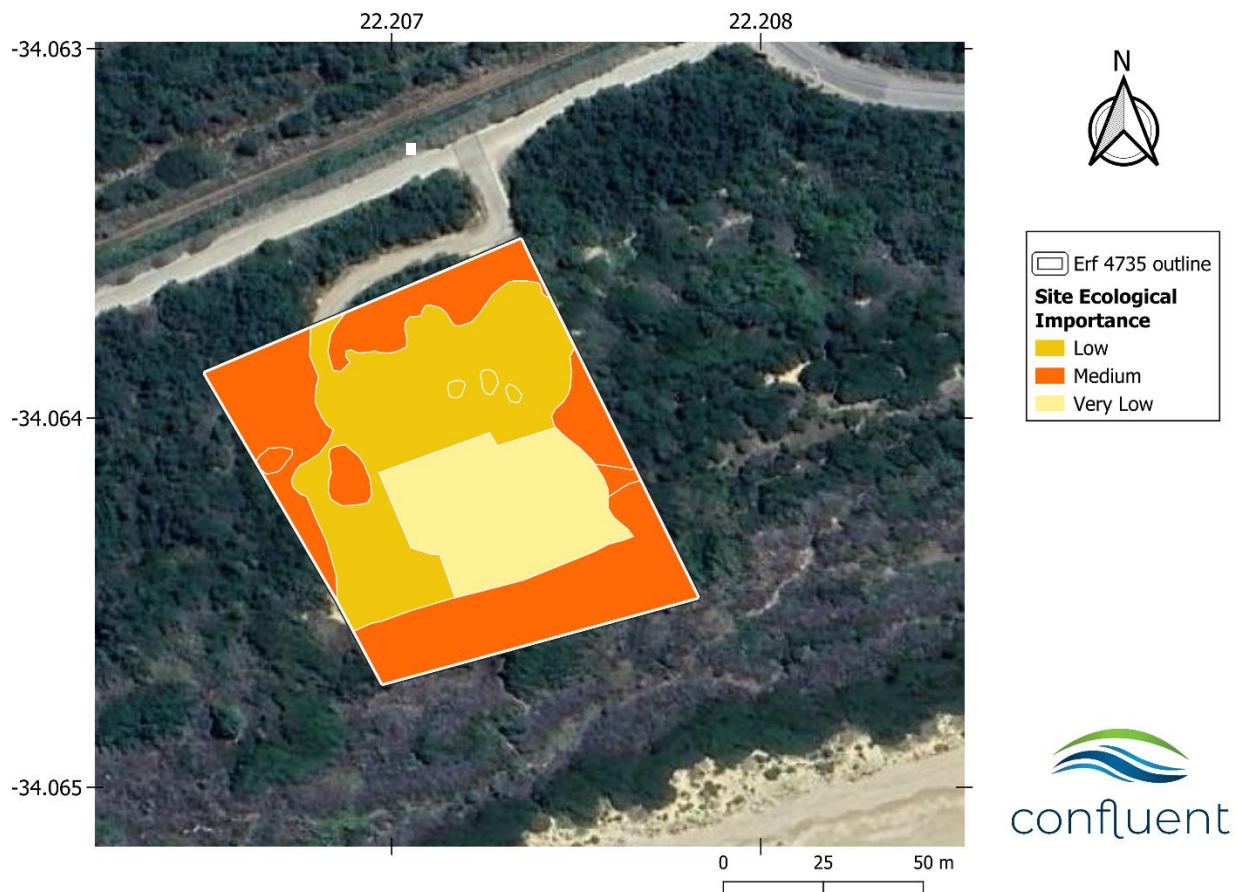 22.207
22.208
-34.063
-34.064
-34.065
N
Erf 4735 outline
Site Ecological
Importance
Low
Medium
Very Low
confluent
0 25 50 m